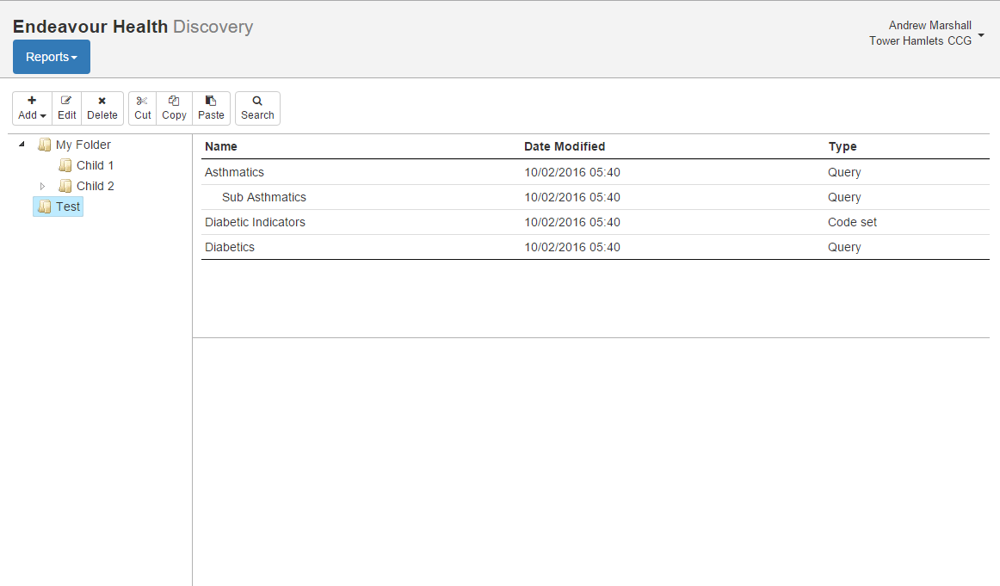 Endeavour Health Discovery
Andrew Marshall
Tower Hamlets CCG
Reports
Add Edit Delete Cut Copy Paste Search
My Folder
Child 1
Child 2
Test
Name Date Modified Type
Asthmatics 10/02/2016 05:40 Query
Sub Asthmatics 10/02/2016 05:40 Query
Diabetic Indicators 10/02/2016 05:40 Code set
Diabetics 10/02/2016 05:40 Query